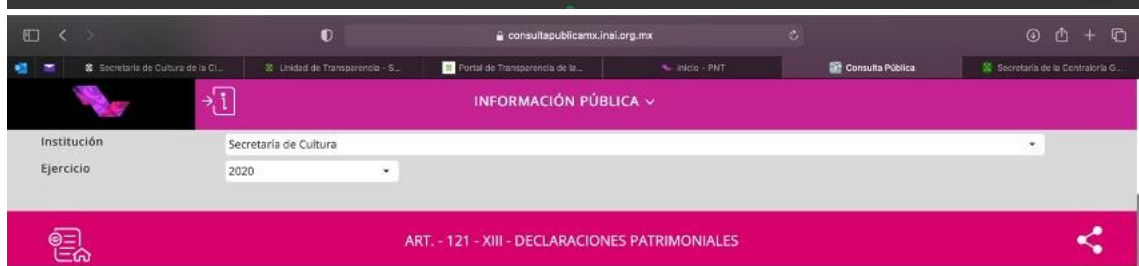 consultapublicamx.inai.org.mx
Secretaría de Cultura de la Ci... Unidad de Transparencia - S... Portal de Transparencia de la... Inicio - PNT Consulta Pública Secretaría de la Contraloría G...
INFORMACIÓN PÚBLICA
Institución Secretaría de Cultura
Ejercicio 2020
ART. - 121 - XIII - DECLARACIONES PATRIMONIALES